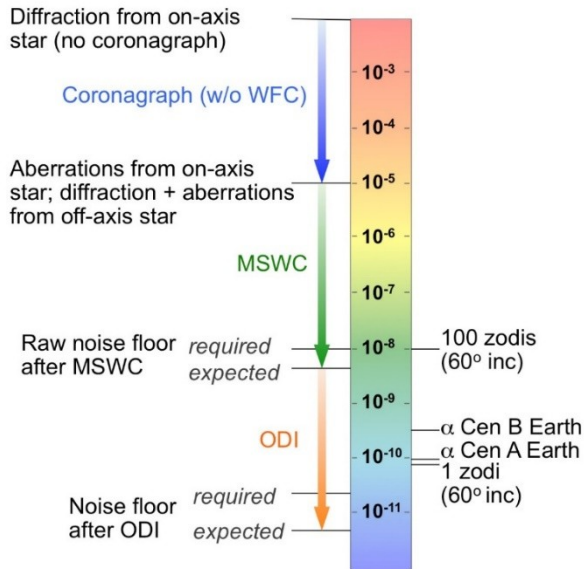 Diffraction from on-axis
star (no coronagraph)
10⁻³
Coronagraph (w/o WFC)
10⁻⁴
Aberrations from on-axis
star; diffraction + aberrations
from off-axis star
10⁻⁵
10⁻⁶
MSWC
10⁻⁷
Raw noise floor
after MSWC
required
expected
10⁻⁸
100 zodis
(60° inc)
10⁻⁹
ODI
α Cen B Earth
α Cen A Earth
10⁻¹⁰
1 zodi
(60° inc)
Noise floor
after ODI
required
expected
10⁻¹¹